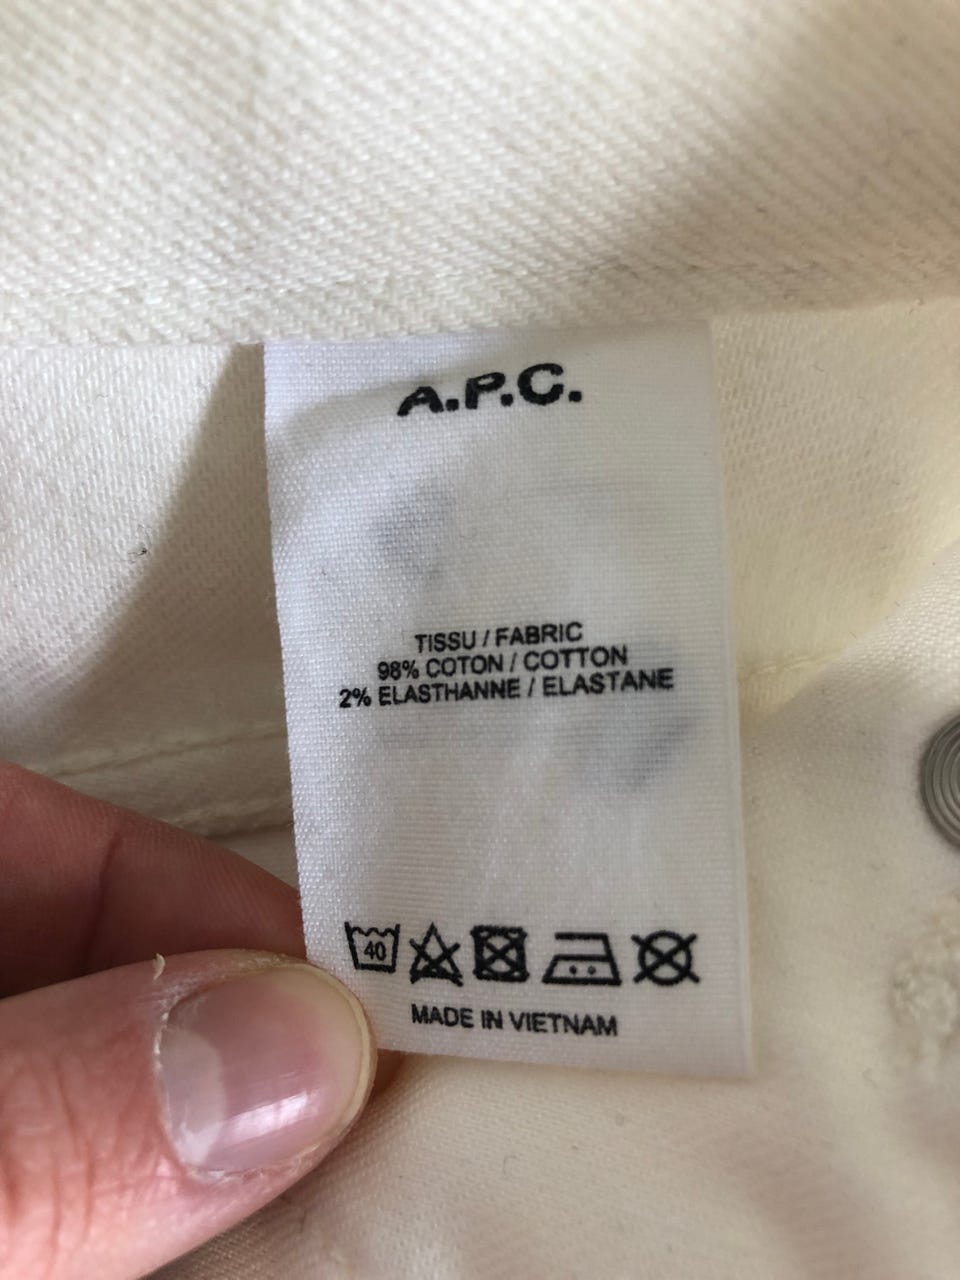 A.P.C.
TISSU / FABRIC
98% COTON / COTTON
2% ELASTHANNE / ELASTANE
40
MADE IN VIETNAM